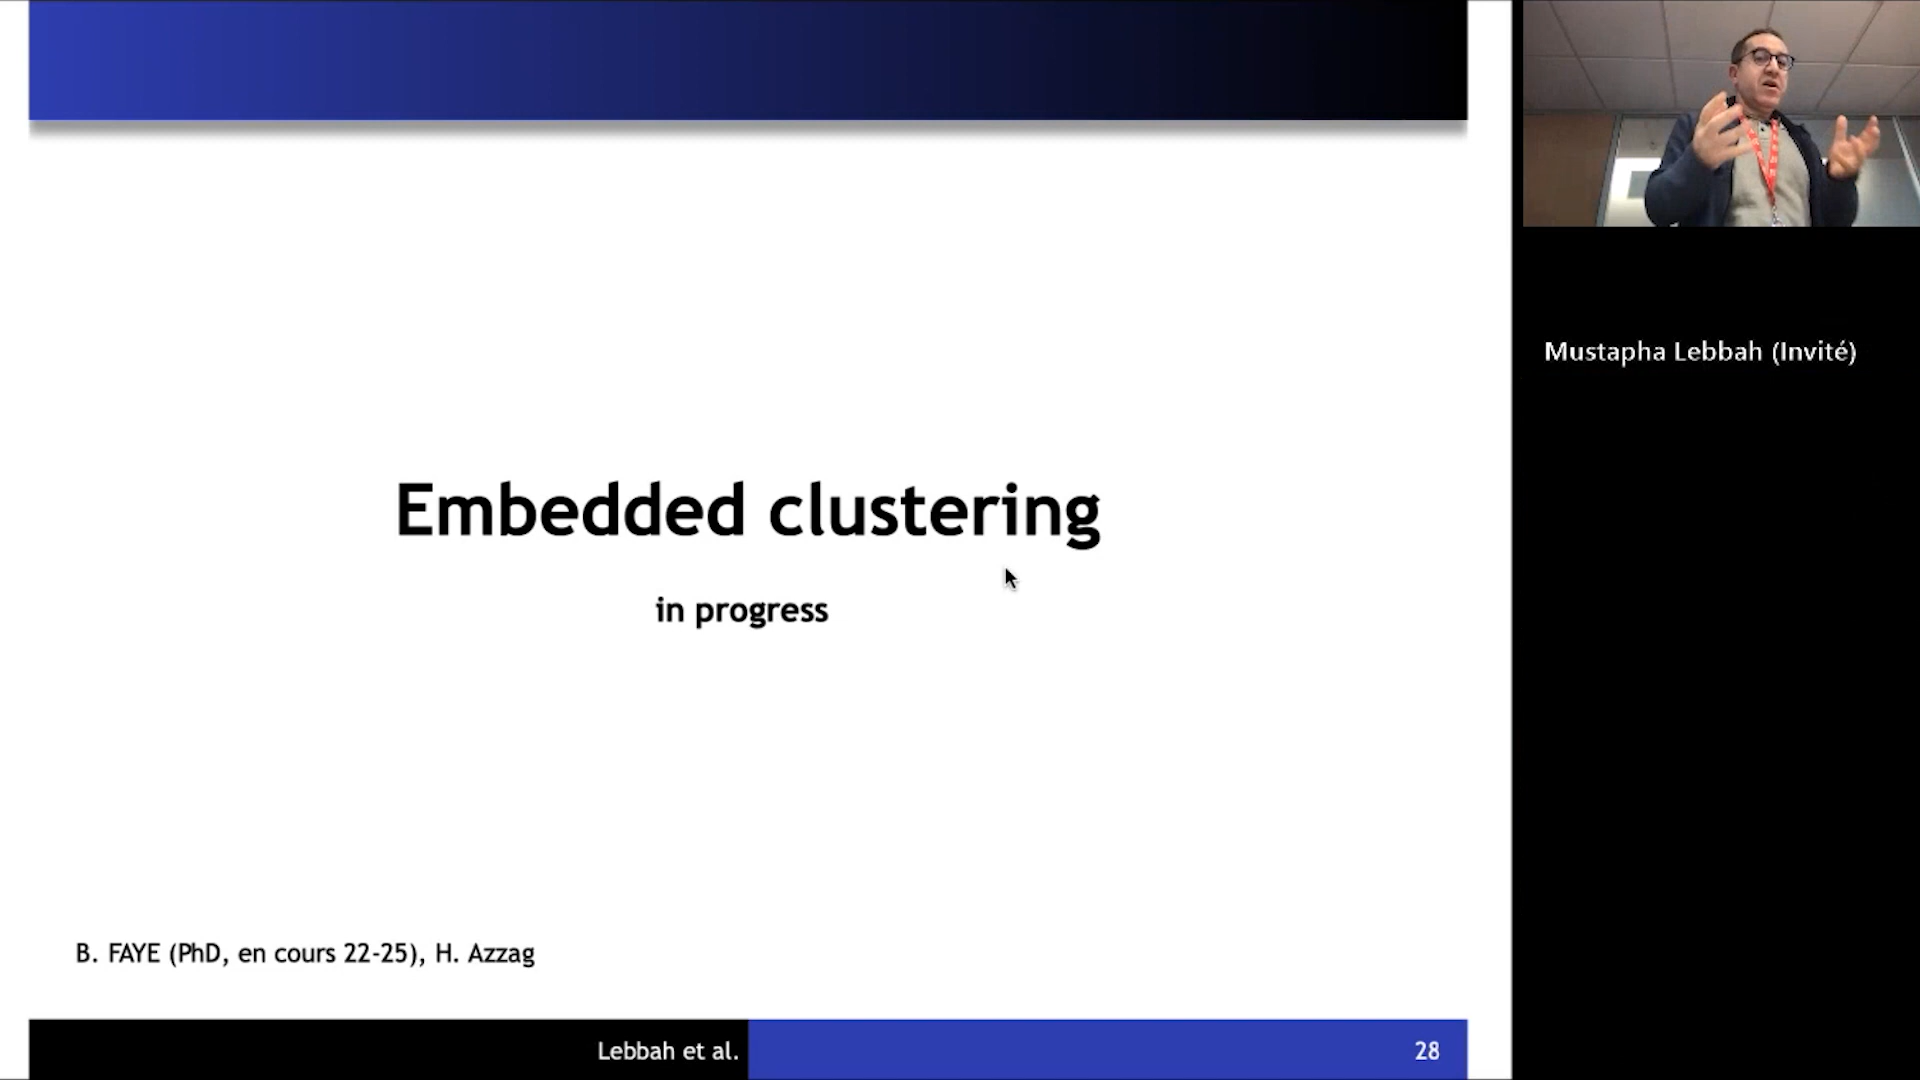 Embedded clustering
in progress
B. FAYE (PhD, en cours 22-25), H. Azzag
Lebbah et al.
28
Mustapha Lebbah (Invité)